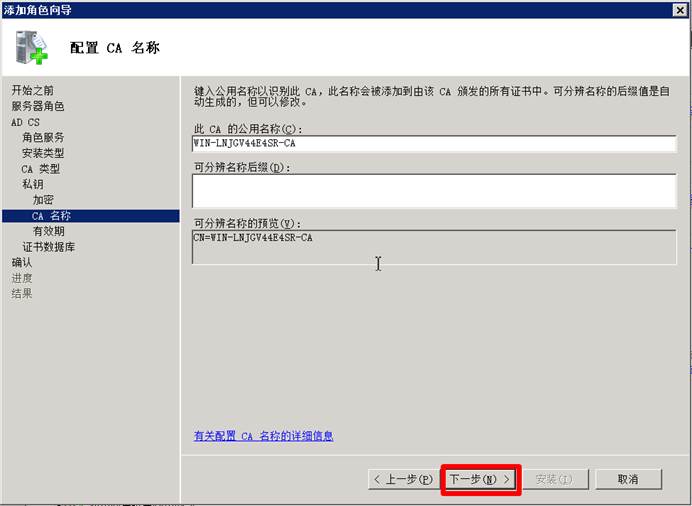 添加角色向导
配置 CA 名称
开始之前
服务器角色
AD CS
角色服务
安装类型
CA 类型
私钥
加密
CA 名称
有效期
证书数据库
确认
进度
结果
键入公用名称以识别此 CA，此名称会被添加到由该 CA 颁发的所有证书中。可分辨名称的后缀值是自
动生成的，但可以修改。
此 CA 的公用名称(C):
WIN-LNJGV44E4SR-CA
可分辨名称后缀(D):
可分辨名称的预览(V):
CN=WIN-LNJGV44E4SR-CA
有关配置 CA 名称的详细信息
< 上一步(P)
下一步(N) >
安装(I)
取消